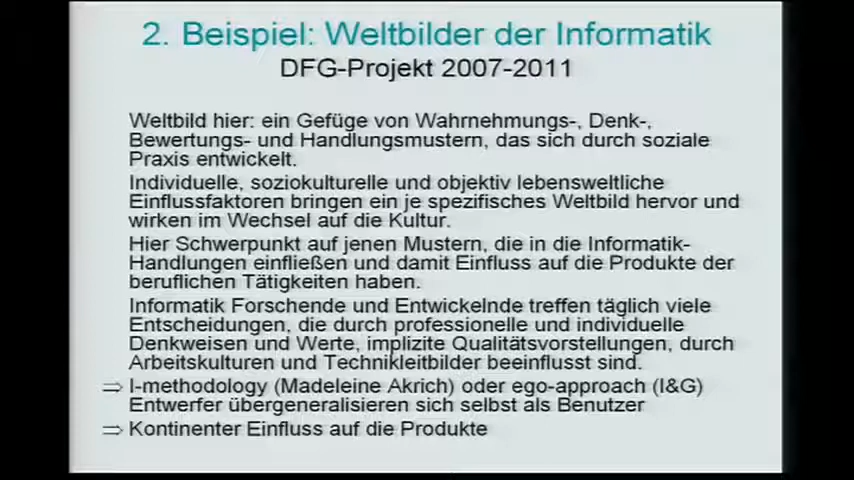 2. Beispiel: Weltbilder der Informatik
DFG-Projekt 2007-2011
Weltbild hier: ein Gefüge von Wahrnehmungs-, Denk-,
Bewertungs- und Handlungsmustern, das sich durch soziale
Praxis entwickelt.
Individuelle, soziokulturelle und objektiv lebensweltliche
Einflussfaktoren bringen ein je spezifisches Weltbild hervor und
wirken im Wechsel auf die Kultur.
Hier Schwerpunkt auf jenen Mustern, die in die Informatik-
Handlungen einfließen und damit Einfluss auf die Produkte der
beruflichen Tätigkeiten haben.
Informatik Forschende und Entwickelnde treffen täglich viele
Entscheidungen, die durch professionelle und individuelle
Denkweisen und Werte, implizite Qualitätsvorstellungen, durch
Arbeitskulturen und Technikleitbilder beeinflusst sind.
⇒ I-methodology (Madeleine Akrich) oder ego-approach (I&G)
Entwerfer übergeneralisieren sich selbst als Benutzer
⇒ Kontinenter Einfluss auf die Produkte